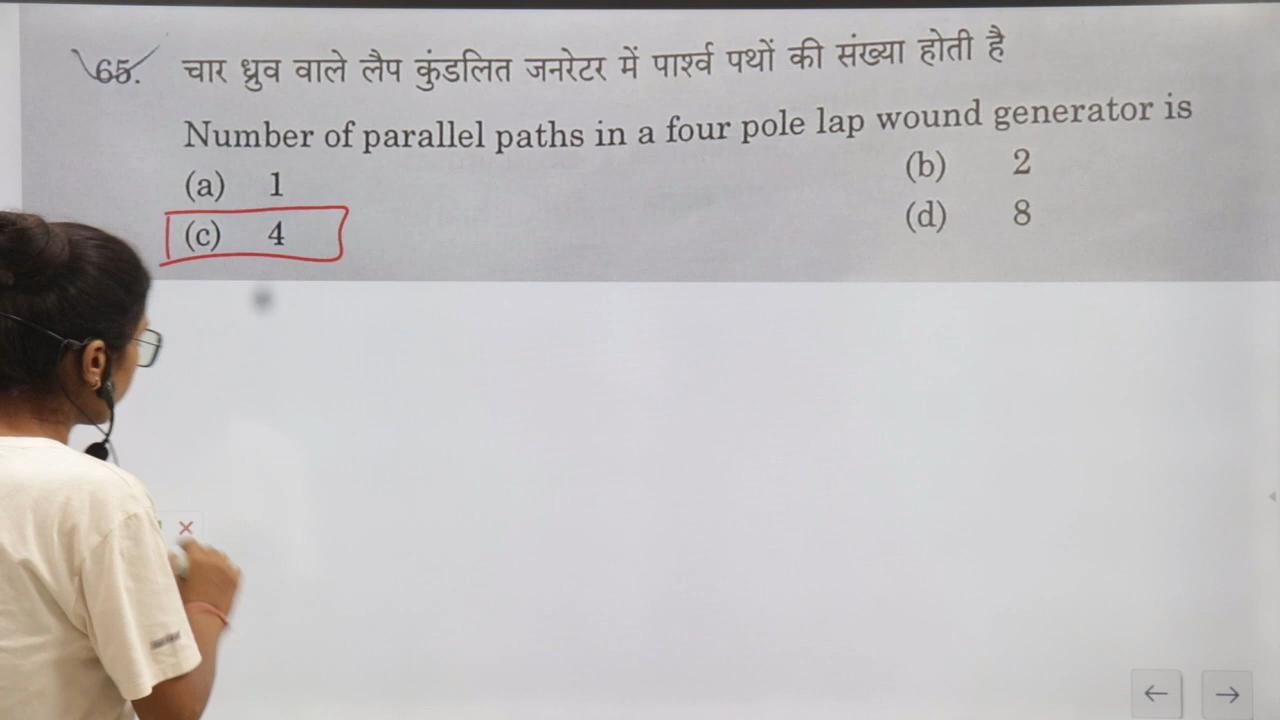 65. चार ध्रुव वाले लैप कुंडलित जनरेटर में पार्श्व पथों की संख्या होती है
Number of parallel paths in a four pole lap wound generator is
(a) 1 (b) 2
(c) 4 (d) 8